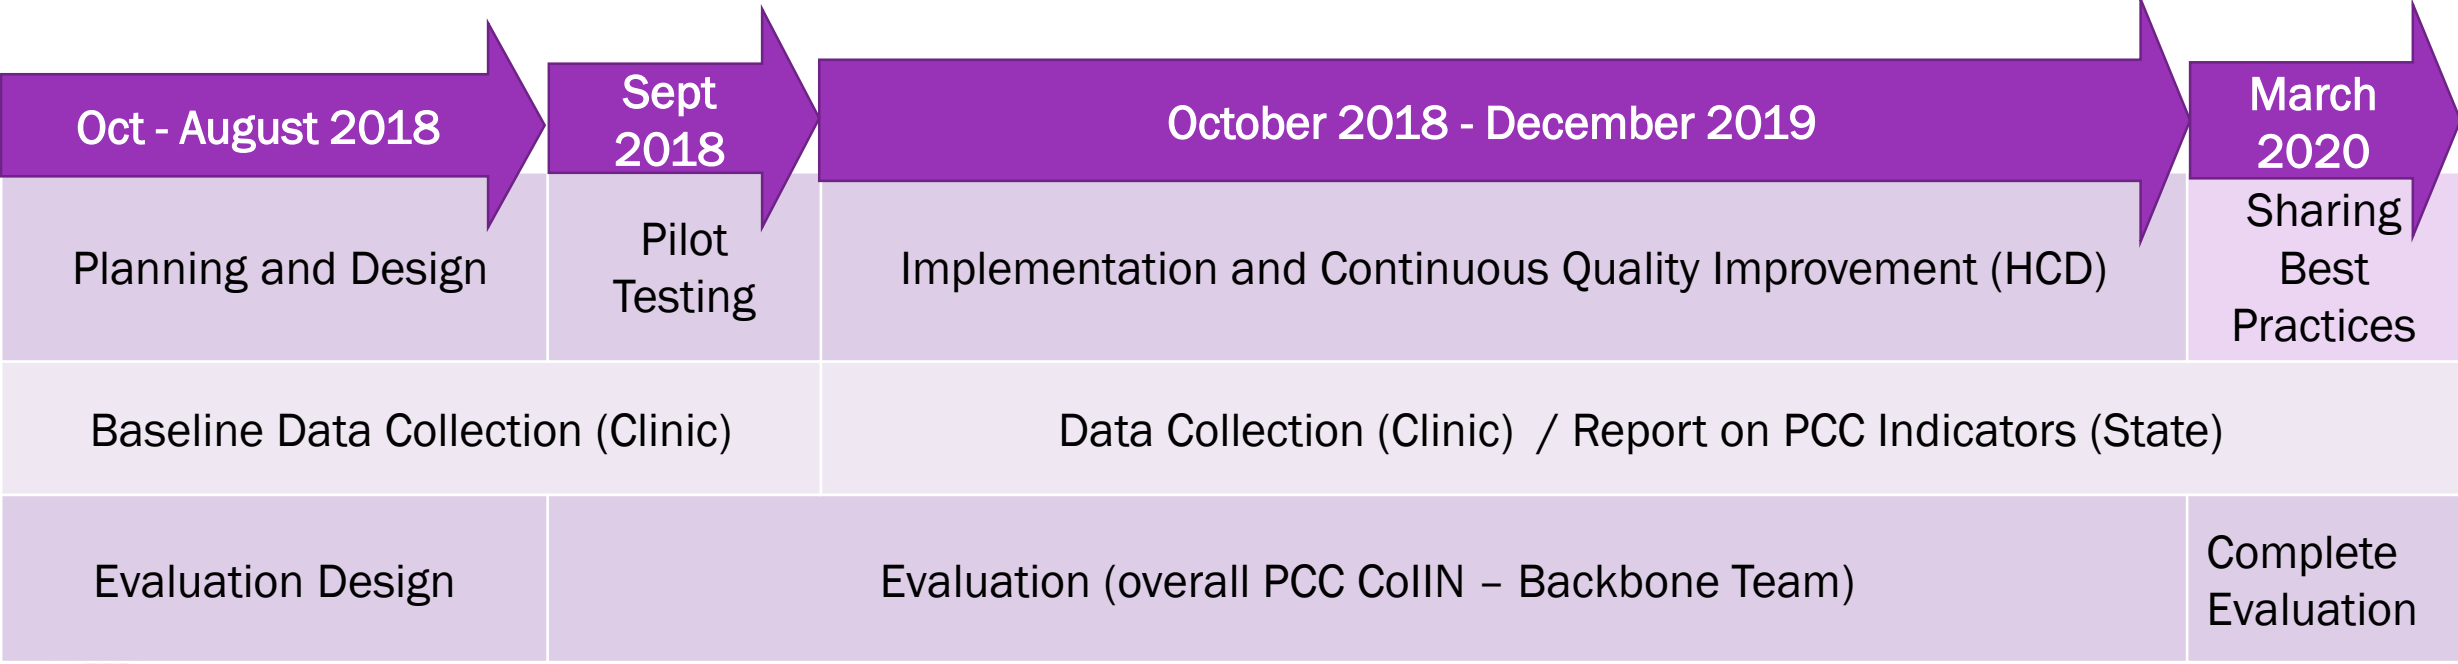 Oct - August 2018
Sept
2018
October 2018 - December 2019
March
2020
Planning and Design
Pilot
Testing
Implementation and Continuous Quality Improvement (HCD)
Sharing
Best
Practices
Baseline Data Collection (Clinic)
Data Collection (Clinic) / Report on PCC Indicators (State)
Evaluation Design
Evaluation (overall PCC CoIIN – Backbone Team)
Complete
Evaluation